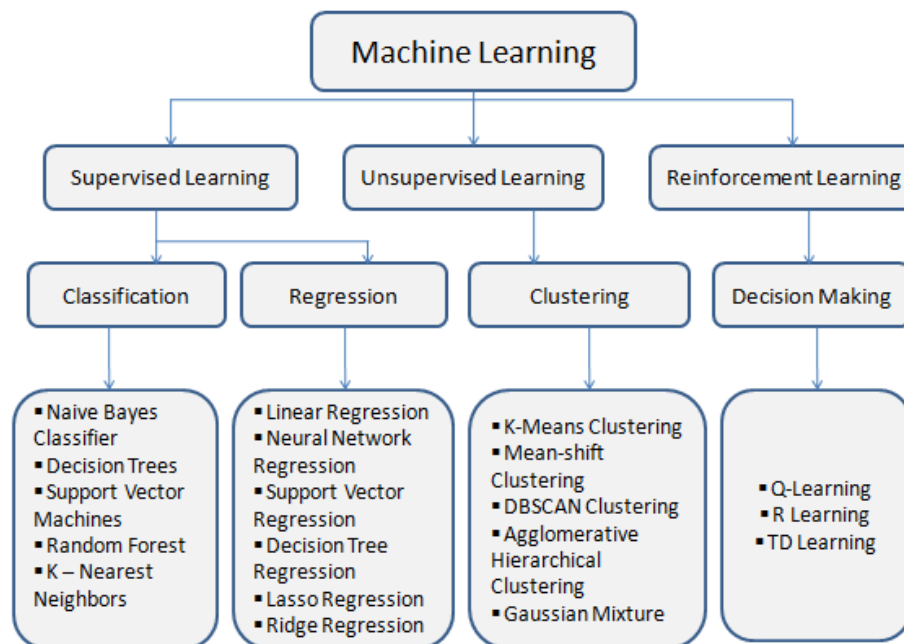 Machine Learning
Supervised Learning
Unsupervised Learning
Reinforcement Learning
Classification
Regression
Clustering
Decision Making
▪ Naive Bayes
Classifier
▪ Decision Trees
▪ Support Vector
Machines
▪ Random Forest
▪ K – Nearest
Neighbors
▪ Linear Regression
▪ Neural Network
Regression
▪ Support Vector
Regression
▪ Decision Tree
Regression
▪ Lasso Regression
▪ Ridge Regression
▪ K-Means Clustering
▪ Mean-shift
Clustering
▪ DBSCAN Clustering
▪ Agglomerative
Hierarchical
Clustering
▪ Gaussian Mixture
▪ Q-Learning
▪ R Learning
▪ TD Learning